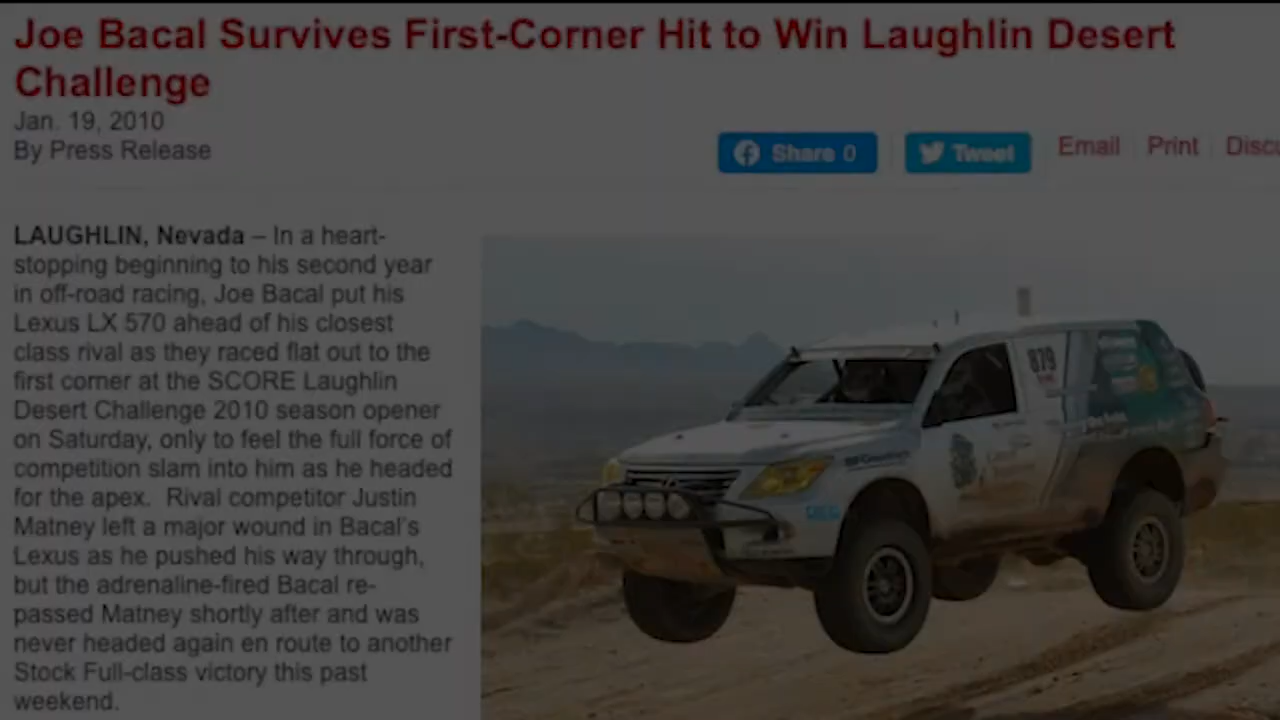 Joe Bacal Survives First-Corner Hit to Win Laughlin Desert
Challenge
Jan. 19, 2010
By Press Release
Share 0
Tweet
Email
Print
LAUGHLIN, Nevada – In a heart-
stopping beginning to his second year
in off-road racing, Joe Bacal put his
Lexus LX 570 ahead of his closest
class rival as they raced flat out to the
first corner at the SCORE Laughlin
Desert Challenge 2010 season opener
on Saturday, only to feel the full force of
competition slam into him as he headed
for the apex.  Rival competitor Justin
Matney left a major wound in Bacal's
Lexus as he pushed his way through,
but the adrenaline-fired Bacal re-
passed Matney shortly after and was
never headed again en route to another
Stock Full-class victory this past
weekend.
879